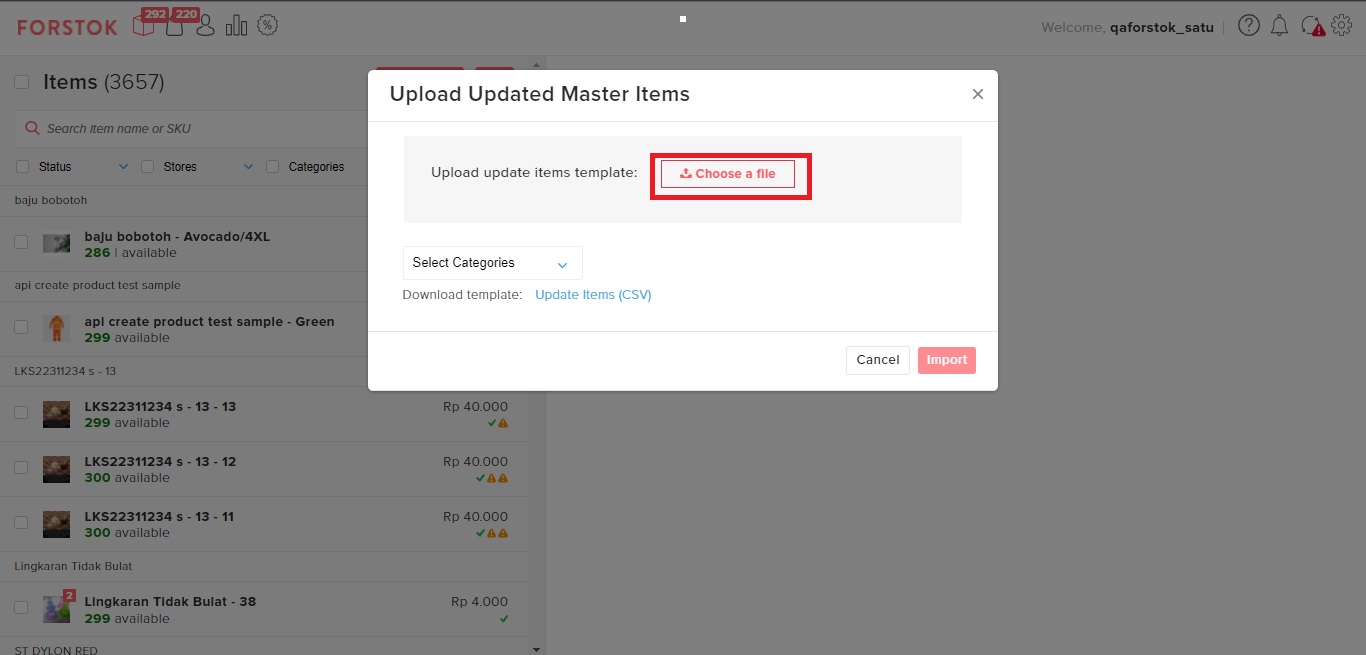 FORSTOK 292 220
Welcome, qaforstok_satu
Items (3657)
Search Item name or SKU
Status Stores Categories
baju bobotoh
baju bobotoh - Avocado/4XL
286 | available
api create product test sample
api create product test sample - Green
299 available
LKS22311234 s - 13
LKS22311234 s - 13 - 13 Rp 40.000
299 available
LKS22311234 s - 13 - 12 Rp 40.000
300 available
LKS22311234 s - 13 - 11 Rp 40.000
300 available
Lingkaran Tidak Bulat
2
Lingkaran Tidak Bulat - 38 Rp 4.000
299 available
ST DYLON RED
Upload Updated Master Items
×
Upload update items template: Choose a file
Select Categories
Download template: Update Items (CSV)
Cancel Import